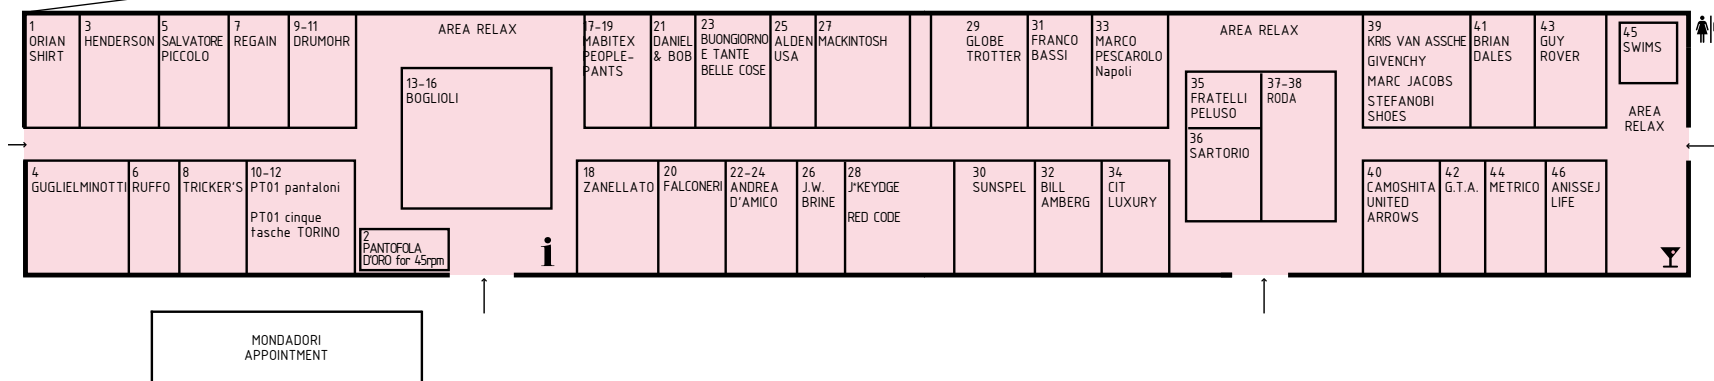 1
ORIAN
SHIRT
3
HENDERSON
5
SALVATORE
PICCOLO
7
REGAIN
9-11
DRUMOHR
AREA RELAX
13-16
BOGLIOLI
17-19
MABITEX
PEOPLE-
PANTS
21
DANIEL
& BOB
23
BUONGIORNO
E TANTE
BELLE COSE
25
ALDEN
USA
27
MACKINTOSH
29
GLOBE
TROTTER
31
FRANCO
BASSI
33
MARCO
PESCAROLO
Napoli
AREA RELAX
35
FRATELLI
PELUSO
36
SARTORIO
37-38
RODA
39
KRIS VAN ASSCHE
GIVENCHY
MARC JACOBS
STEFANOBI
SHOES
41
BRIAN
DALES
43
GUY
ROVER
45
SWIMS
AREA
RELAX
4
GUGLIELMINOTTI
6
RUFFO
8
TRICKER'S
10-12
PT01 pantaloni
PT01 cinque
tasche TORINO
2
PANTOFOLA
D'ORO for 45rpm
i
18
ZANELLATO
20
FALCONERI
22-24
ANDREA
D'AMICO
26
J.W.
BRINE
28
J*KEYDGE
RED CODE
30
SUNSPEL
32
BILL
AMBERG
34
CIT
LUXURY
40
CAMOSHITA
UNITED
ARROWS
42
G.T.A.
44
METRICO
46
ANISSEJ
LIFE
MONDADORI
APPOINTMENT